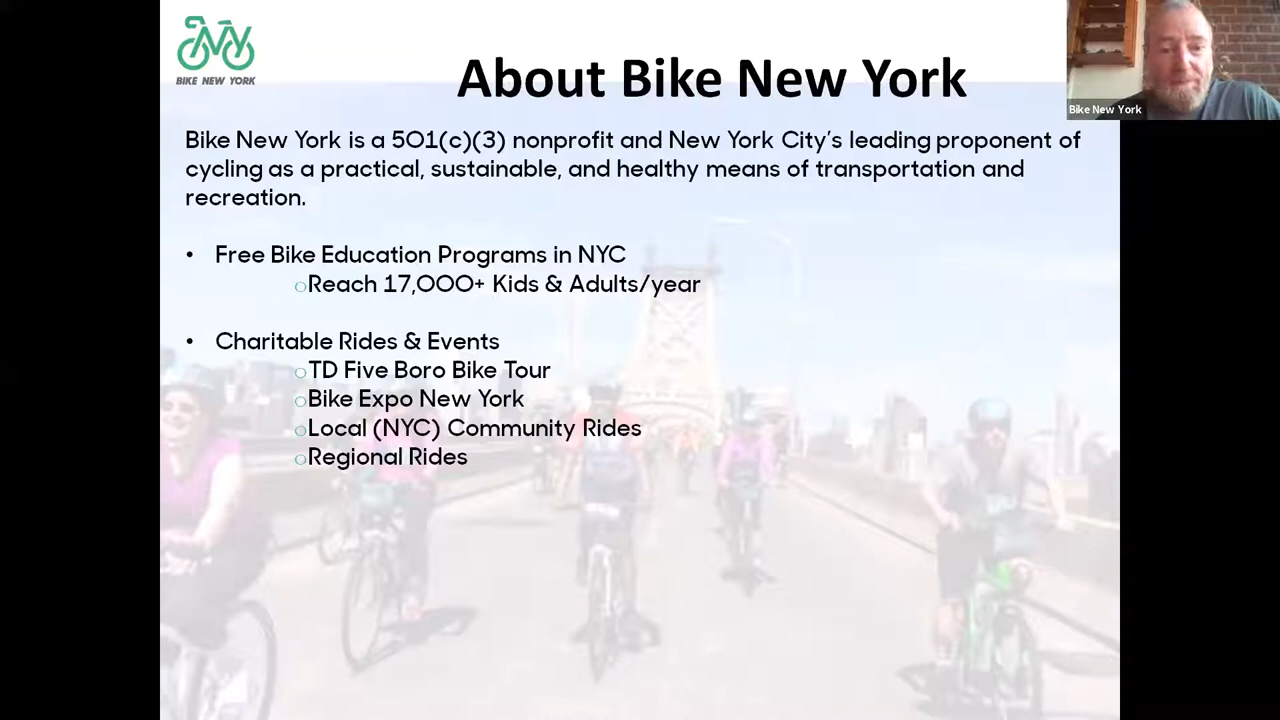 BIKE NEW YORK
About Bike New York
Bike New York
Bike New York is a 501(c)(3) nonprofit and New York City’s leading proponent of
cycling as a practical, sustainable, and healthy means of transportation and
recreation.
• Free Bike Education Programs in NYC
○Reach 17,000+ Kids & Adults/year
• Charitable Rides & Events
○TD Five Boro Bike Tour
○Bike Expo New York
○Local (NYC) Community Rides
○Regional Rides